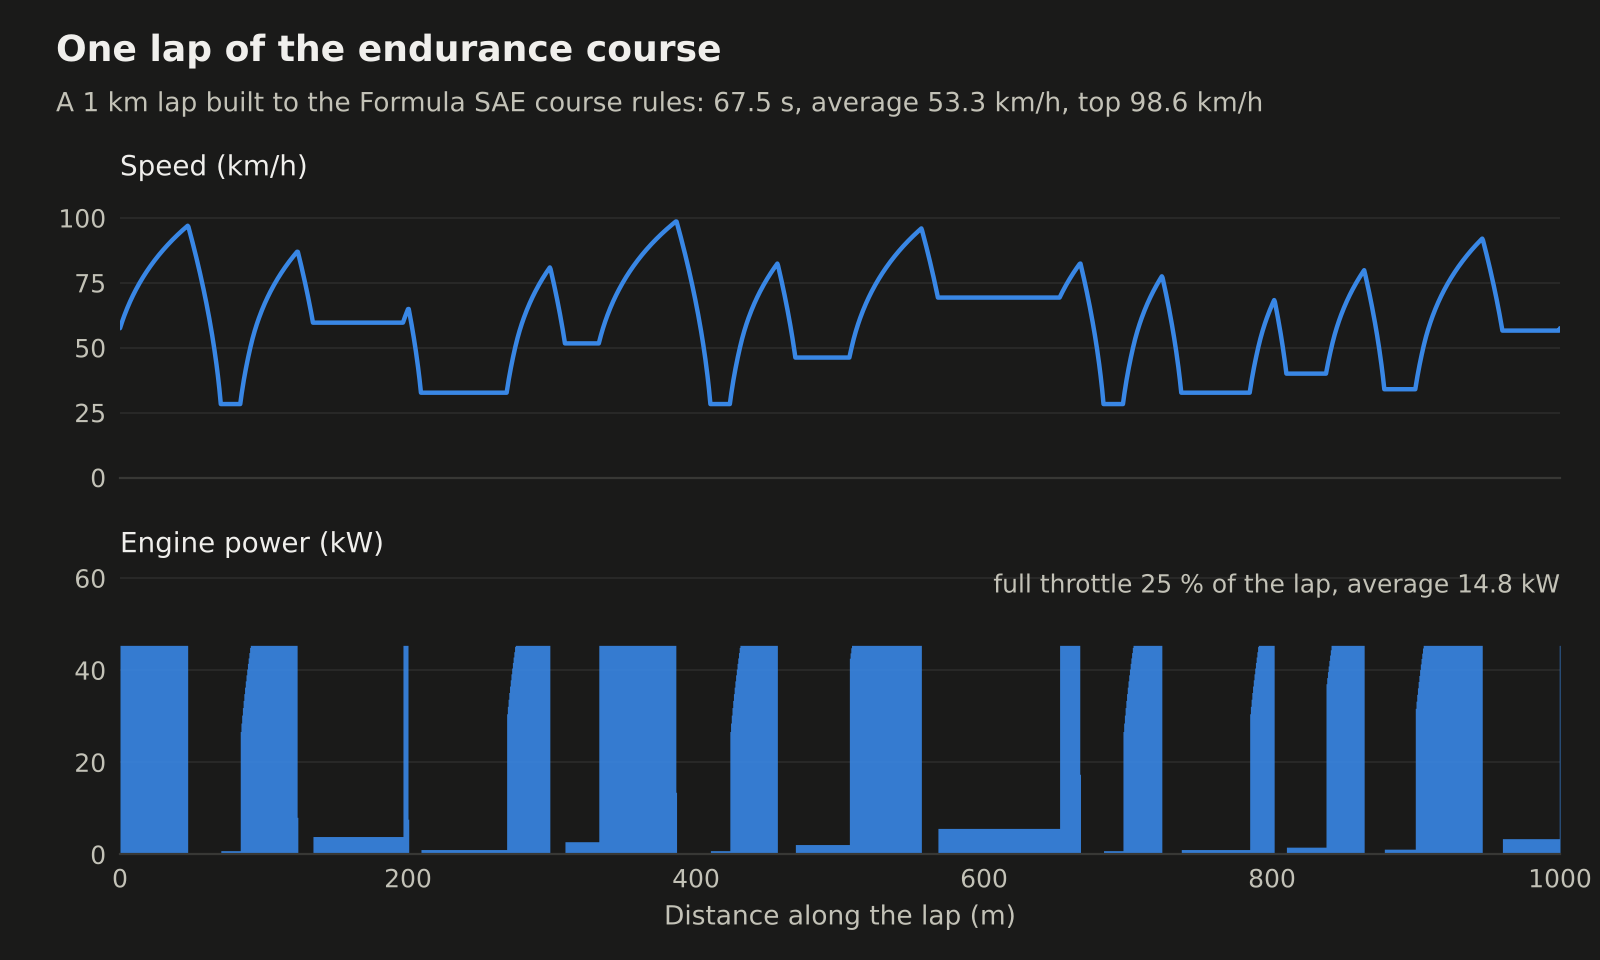 One lap of the endurance course
A 1 km lap built to the Formula SAE course rules: 67.5 s, average 53.3 km/h, top 98.6 km/h
Speed (km/h)
100
75
50
25
0
Engine power (kW)
60
full throttle 25 % of the lap, average 14.8 kW
40
20
0
0 200 400 600 800 1000
Distance along the lap (m)